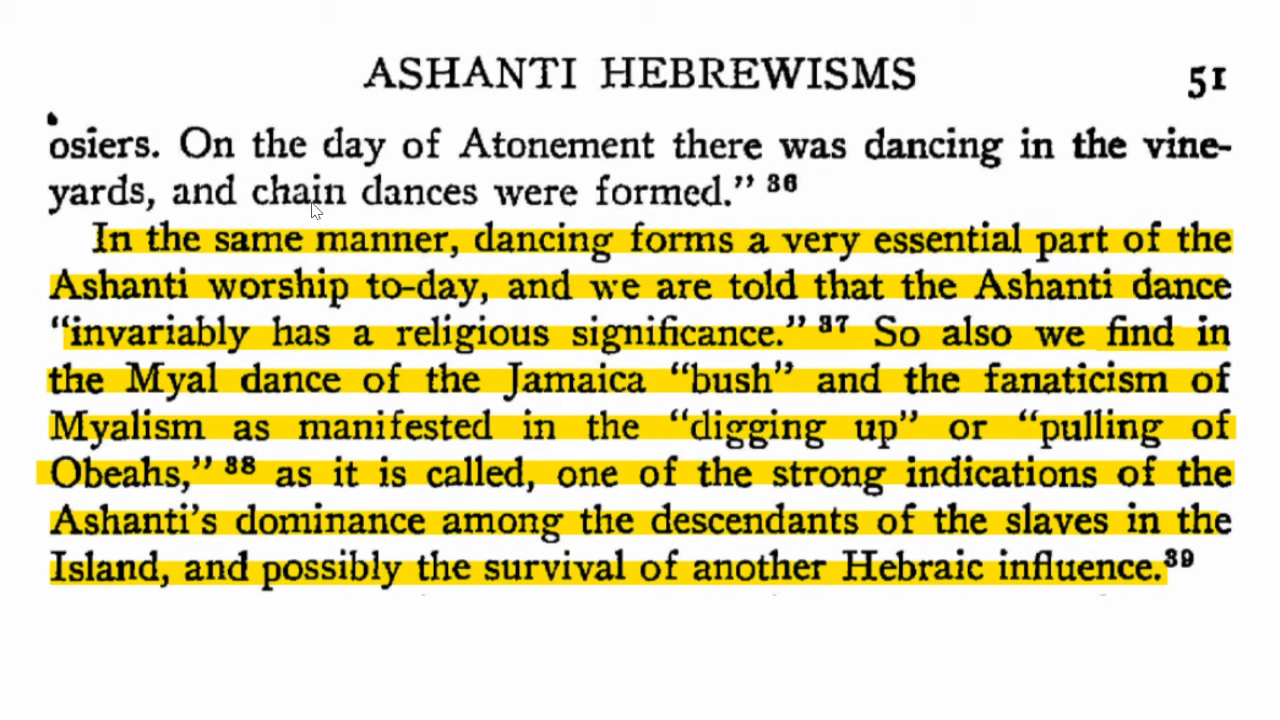 ASHANTI HEBREWISMS 51
osiers. On the day of Atonement there was dancing in the vine-
yards, and chain dances were formed." 36
In the same manner, dancing forms a very essential part of the
Ashanti worship to-day, and we are told that the Ashanti dance
"invariably has a religious significance." 37 So also we find in
the Myal dance of the Jamaica "bush" and the fanaticism of
Myalism as manifested in the "digging up" or "pulling of
Obeahs," 38 as it is called, one of the strong indications of the
Ashanti's dominance among the descendants of the slaves in the
Island, and possibly the survival of another Hebraic influence.39